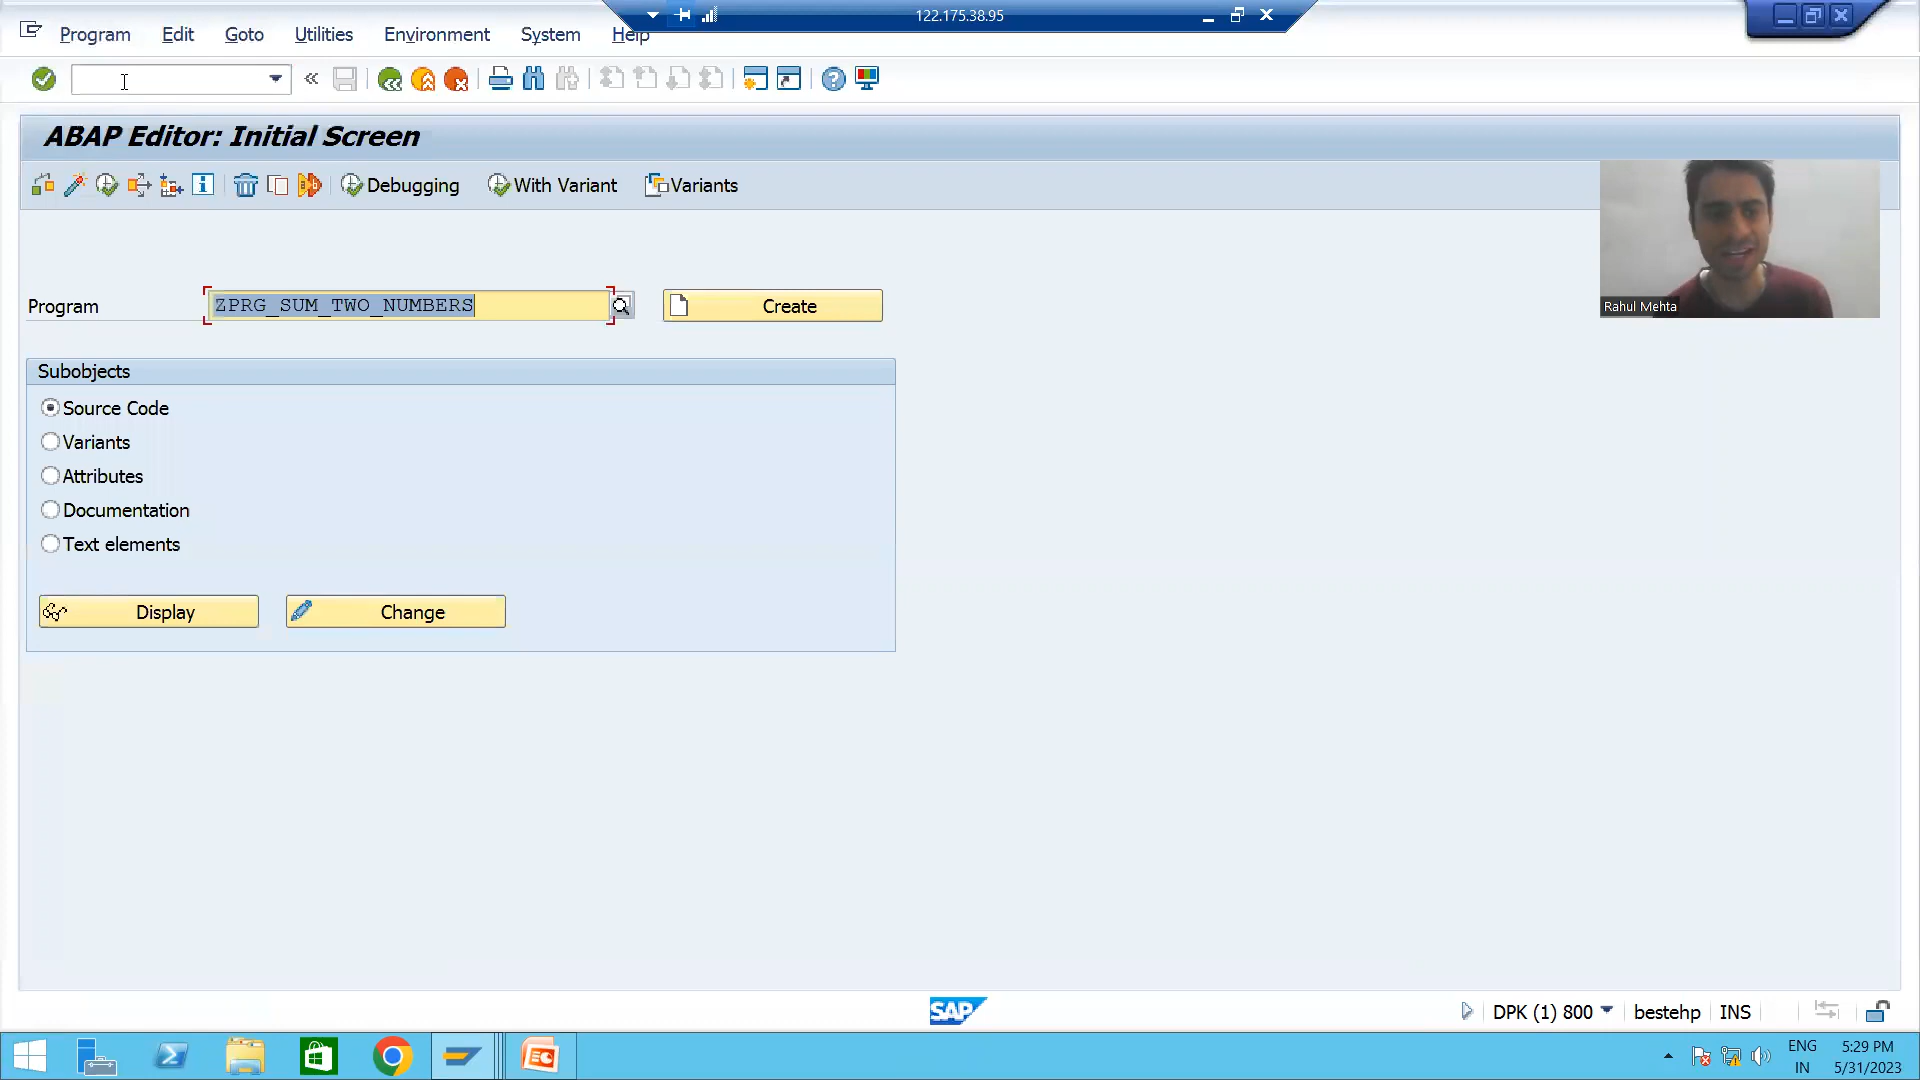 122.175.38.95
Program Edit Goto Utilities Environment System Help
ABAP Editor: Initial Screen
Debugging With Variant Variants
Rahul Mehta
Program ZPRG_SUM_TWO_NUMBERS Create
Subobjects
Source Code
Variants
Attributes
Documentation
Text elements
Display Change
SAP
DPK (1) 800 bestehp INS
ENG 5:29 PM
IN 5/31/2023